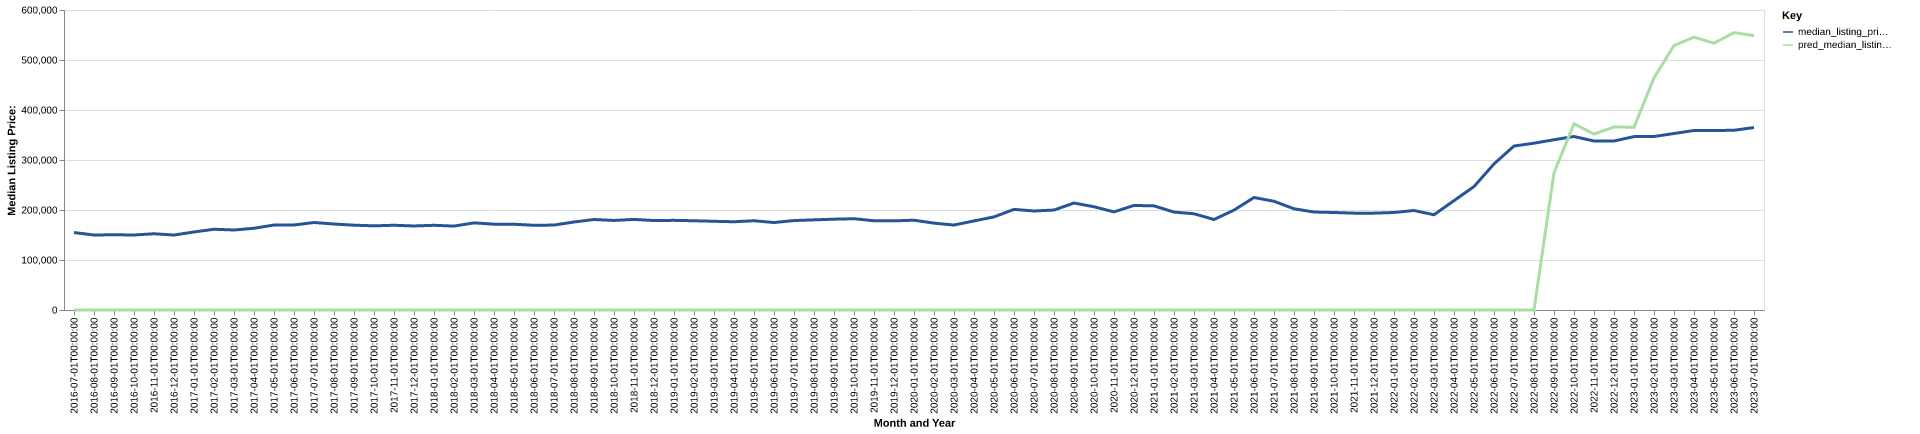 600,000
500,000
400,000
300,000
200,000
100,000
0
Median Listing Price:
Key
median_listing_pri…
pred_median_listin…
2016-07-01T00:00:00
2016-08-01T00:00:00
2016-09-01T00:00:00
2016-10-01T00:00:00
2016-11-01T00:00:00
2016-12-01T00:00:00
2017-01-01T00:00:00
2017-02-01T00:00:00
2017-03-01T00:00:00
2017-04-01T00:00:00
2017-05-01T00:00:00
2017-06-01T00:00:00
2017-07-01T00:00:00
2017-08-01T00:00:00
2017-09-01T00:00:00
2017-10-01T00:00:00
2017-11-01T00:00:00
2017-12-01T00:00:00
2018-01-01T00:00:00
2018-02-01T00:00:00
2018-03-01T00:00:00
2018-04-01T00:00:00
2018-05-01T00:00:00
2018-06-01T00:00:00
2018-07-01T00:00:00
2018-08-01T00:00:00
2018-09-01T00:00:00
2018-10-01T00:00:00
2018-11-01T00:00:00
2018-12-01T00:00:00
2019-01-01T00:00:00
2019-02-01T00:00:00
2019-03-01T00:00:00
2019-04-01T00:00:00
2019-05-01T00:00:00
2019-06-01T00:00:00
2019-07-01T00:00:00
2019-08-01T00:00:00
2019-09-01T00:00:00
2019-10-01T00:00:00
2019-11-01T00:00:00
2019-12-01T00:00:00
2020-01-01T00:00:00
2020-02-01T00:00:00
2020-03-01T00:00:00
2020-04-01T00:00:00
2020-05-01T00:00:00
2020-06-01T00:00:00
2020-07-01T00:00:00
2020-08-01T00:00:00
2020-09-01T00:00:00
2020-10-01T00:00:00
2020-11-01T00:00:00
2020-12-01T00:00:00
2021-01-01T00:00:00
2021-02-01T00:00:00
2021-03-01T00:00:00
2021-04-01T00:00:00
2021-05-01T00:00:00
2021-06-01T00:00:00
2021-07-01T00:00:00
2021-08-01T00:00:00
2021-09-01T00:00:00
2021-10-01T00:00:00
2021-11-01T00:00:00
2021-12-01T00:00:00
2022-01-01T00:00:00
2022-02-01T00:00:00
2022-03-01T00:00:00
2022-04-01T00:00:00
2022-05-01T00:00:00
2022-06-01T00:00:00
2022-07-01T00:00:00
2022-08-01T00:00:00
2022-09-01T00:00:00
2022-10-01T00:00:00
2022-11-01T00:00:00
2022-12-01T00:00:00
2023-01-01T00:00:00
2023-02-01T00:00:00
2023-03-01T00:00:00
2023-04-01T00:00:00
2023-05-01T00:00:00
2023-06-01T00:00:00
2023-07-01T00:00:00
Month and Year